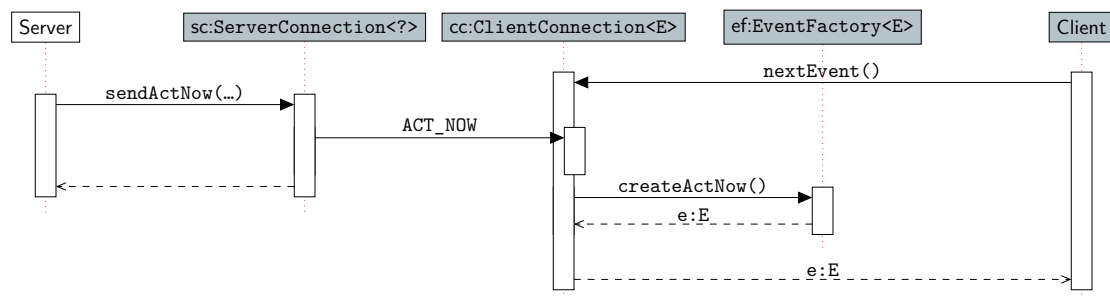 Server
sc:ServerConnection<?>
cc:ClientConnection<E>
ef:EventFactory<E>
Client
nextEvent()
sendActNow(…)
ACT_NOW
createActNow()
e:E
e:E